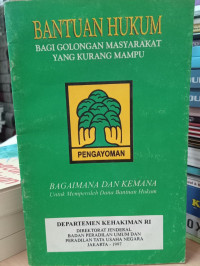 BANTUAN HUKUM
BAGI GOLONGAN MASYARAKAT
YANG KURANG MAMPU
PENGAYOMAN
BAGAIMANA DAN KEMANA
Untuk Memperoleh Dana Bantuan Hukum
DEPARTEMEN KEHAKIMAN RI
DIREKTORAT JENDERAL
BADAN PERADILAN UMUM DAN
PERADILAN TATA USAHA NEGARA
JAKARTA - 1997